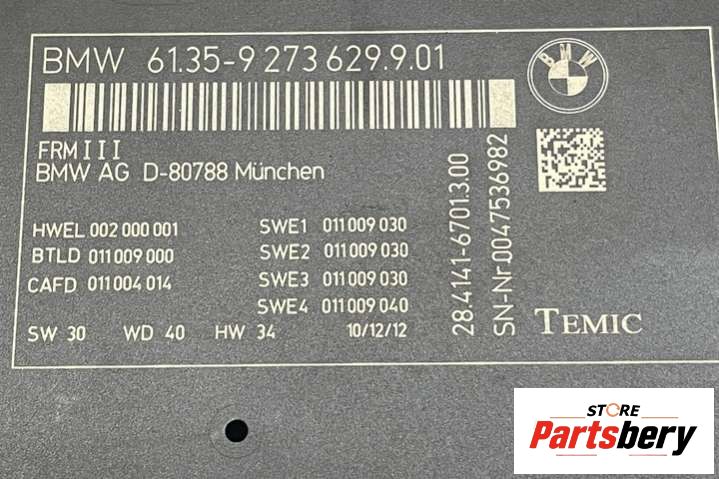 BMW 61.35-9 273 629.9.01
BMW
FRM III
BMW AG D-80788 München
HWEL 002 000 001
BTLD 011 009 000
CAFD 011 004 014
SWE1 011 009 030
SWE2 011 009 030
SWE3 011 009 030
SWE4 011 009 040
SW 30 WD 40 HW 34 10/12/12
28.4141-6701.3.00
SN-Nr.0047536982
TEMIC
STORE
Partsbery